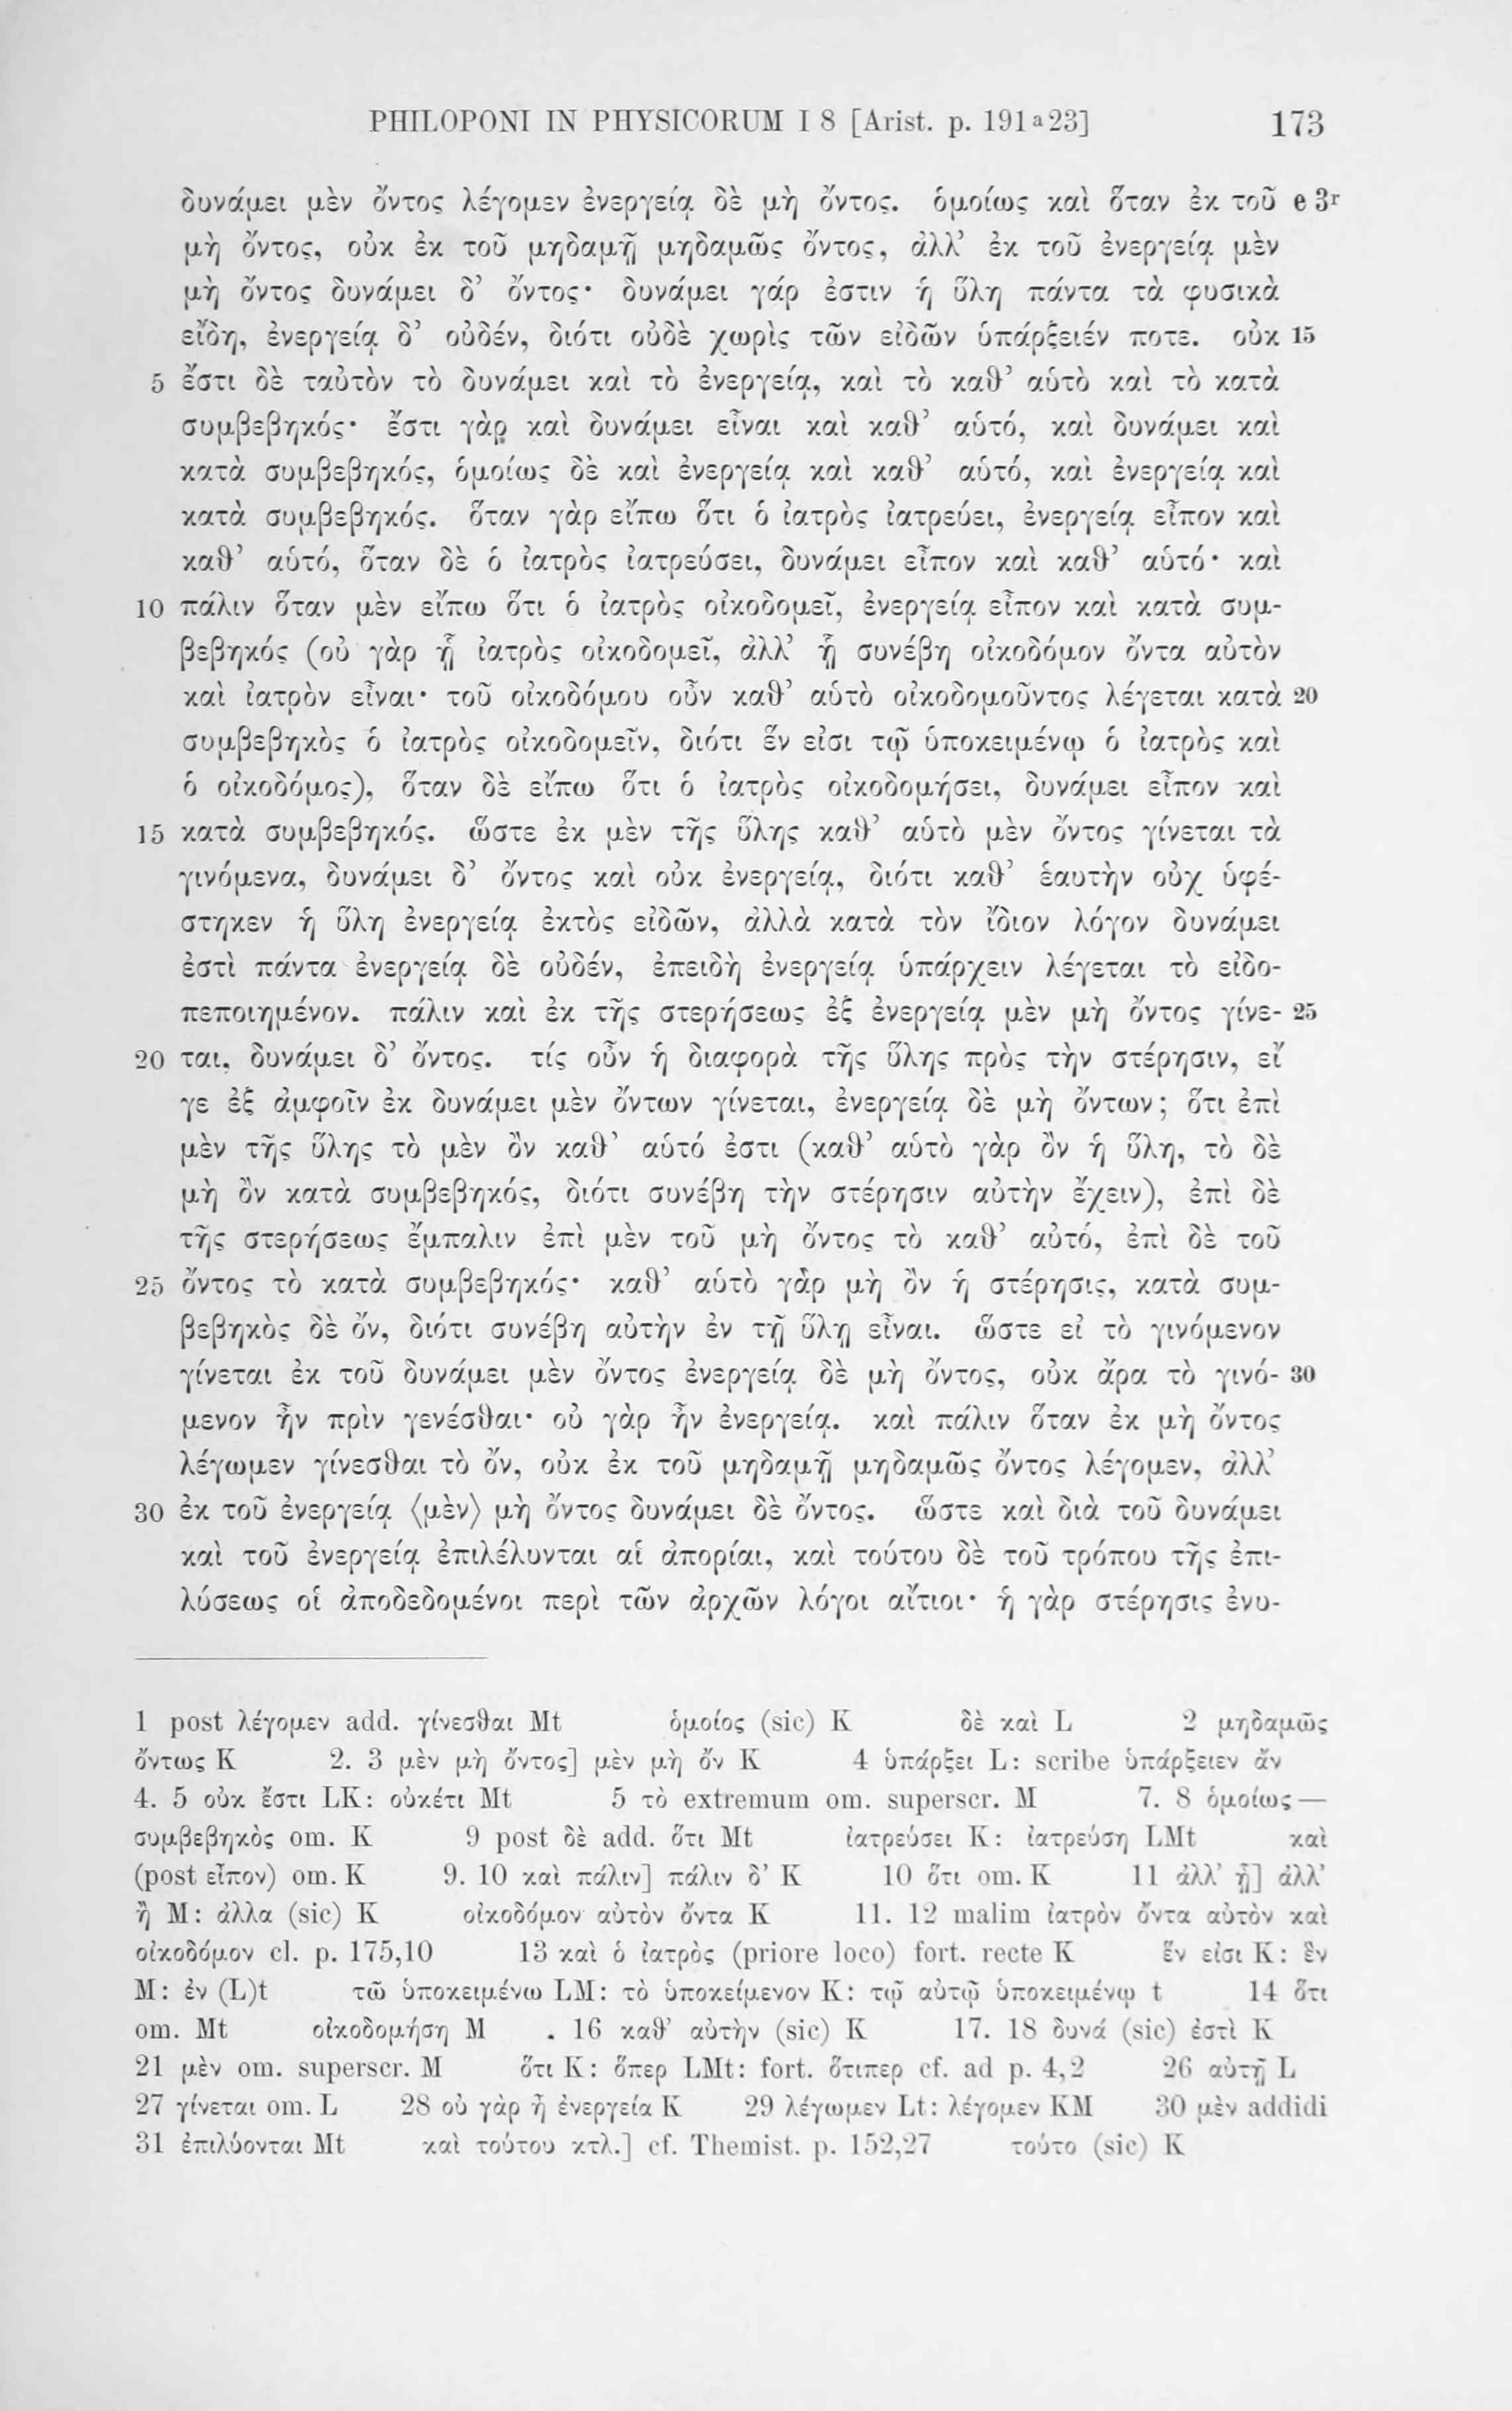 PHILOPONI IN PHYSICORUM I 8 [Arist. p. 191 a 23] 173
δυνάμει μὲν ὄντος λέγομεν ἐνεργείᾳ δὲ μὴ ὄντος. ὁμοίως καὶ ὅταν ἐκ τοῦ e 3r
μὴ ὄντος, οὐκ ἐκ τοῦ μηδαμῇ μηδαμῶς ὄντος, ἀλλ’ ἐκ τοῦ ἐνεργείᾳ μὲν
μὴ ὄντος δυνάμει δ’ ὄντος· δυνάμει γάρ ἐστιν ἡ ὕλη πάντα τὰ φυσικὰ
εἴδη, ἐνεργείᾳ δ’ οὐδέν, διότι οὐδὲ χωρὶς τῶν εἰδῶν ὑπάρξειέν ποτε. οὐκ 15
5 ἔστι δὲ ταὐτὸν τὸ δυνάμει καὶ τὸ ἐνεργείᾳ, καὶ τὸ καθ’ αὑτὸ καὶ τὸ κατὰ
συμβεβηκός· ἔστι γὰρ καὶ δυνάμει εἶναι καὶ καθ’ αὑτό, καὶ δυνάμει καὶ
κατὰ συμβεβηκός, ὁμοίως δὲ καὶ ἐνεργείᾳ καὶ καθ’ αὑτό, καὶ ἐνεργείᾳ καὶ
κατὰ συμβεβηκός. ὅταν γὰρ εἴπω ὅτι ὁ ἰατρὸς ἰατρεύει, ἐνεργείᾳ εἶπον καὶ
καθ’ αὑτό, ὅταν δὲ ὁ ἰατρὸς ἰατρεύσει, δυνάμει εἶπον καὶ καθ’ αὑτό· καὶ
10 πάλιν ὅταν μὲν εἴπω ὅτι ὁ ἰατρὸς οἰκοδομεῖ, ἐνεργείᾳ εἶπον καὶ κατὰ συμ-
βεβηκός (οὐ γὰρ ᾗ ἰατρὸς οἰκοδομεῖ, ἀλλ’ ᾗ συνέβη οἰκοδόμον ὄντα αὐτὸν
καὶ ἰατρὸν εἶναι· τοῦ οἰκοδόμου οὖν καθ’ αὑτὸ οἰκοδομοῦντος λέγεται κατὰ 20
συμβεβηκὸς ὁ ἰατρὸς οἰκοδομεῖν, διότι ἕν εἰσι τῷ ὑποκειμένῳ ὁ ἰατρὸς καὶ
ὁ οἰκοδόμος), ὅταν δὲ εἴπω ὅτι ὁ ἰατρὸς οἰκοδομήσει, δυνάμει εἶπον καὶ
15 κατὰ συμβεβηκός. ὥστε ἐκ μὲν τῆς ὕλης καθ’ αὑτὸ μὲν ὄντος γίνεται τὰ
γινόμενα, δυνάμει δ’ ὄντος καὶ οὐκ ἐνεργείᾳ, διότι καθ’ ἑαυτὴν οὐχ ὑφέ-
στηκεν ἡ ὕλη ἐνεργείᾳ ἐκτὸς εἰδῶν, ἀλλὰ κατὰ τὸν ἴδιον λόγον δυνάμει
ἐστὶ πάντα ἐνεργείᾳ δὲ οὐδέν, ἐπειδὴ ἐνεργείᾳ ὑπάρχειν λέγεται τὸ εἰδο-
πεποιημένον. πάλιν καὶ ἐκ τῆς στερήσεως ἐξ ἐνεργείᾳ μὲν μὴ ὄντος γίνε- 25
20 ται, δυνάμει δ’ ὄντος. τίς οὖν ἡ διαφορὰ τῆς ὕλης πρὸς τὴν στέρησιν, εἴ
γε ἐξ ἀμφοῖν ἐκ δυνάμει μὲν ὄντων γίνεται, ἐνεργείᾳ δὲ μὴ ὄντων; ὅτι ἐπὶ
μὲν τῆς ὕλης τὸ μὲν ὂν καθ’ αὑτό ἐστι (καθ’ αὑτὸ γὰρ ὂν ἡ ὕλη, τὸ δὲ
μὴ ὂν κατὰ συμβεβηκός, διότι συνέβη τὴν στέρησιν αὐτὴν ἔχειν), ἐπὶ δὲ
τῆς στερήσεως ἔμπαλιν ἐπὶ μὲν τοῦ μὴ ὄντος τὸ καθ’ αὑτό, ἐπὶ δὲ τοῦ
25 ὄντος τὸ κατὰ συμβεβηκός· καθ’ αὑτὸ γὰρ μὴ ὂν ἡ στέρησις, κατὰ συμ-
βεβηκὸς δὲ ὄν, διότι συνέβη αὐτὴν ἐν τῇ ὕλῃ εἶναι. ὥστε εἰ τὸ γινόμενον
γίνεται ἐκ τοῦ δυνάμει μὲν ὄντος ἐνεργείᾳ δὲ μὴ ὄντος, οὐκ ἄρα τὸ γινό- 30
μενον ἦν πρὶν γενέσθαι· οὐ γὰρ ἦν ἐνεργείᾳ. καὶ πάλιν ὅταν ἐκ μὴ ὄντος
λέγωμεν γίνεσθαι τὸ ὄν, οὐκ ἐκ τοῦ μηδαμῇ μηδαμῶς ὄντος λέγομεν, ἀλλ’
30 ἐκ τοῦ ἐνεργείᾳ ⟨μὲν⟩ μὴ ὄντος δυνάμει δὲ ὄντος. ὥστε καὶ διὰ τοῦ δυνάμει
καὶ τοῦ ἐνεργείᾳ ἐπιλέλυνται αἱ ἀπορίαι, καὶ τούτου δὲ τοῦ τρόπου τῆς ἐπι-
λύσεως οἱ ἀποδεδομένοι περὶ τῶν ἀρχῶν λόγοι αἴτιοι· ἡ γὰρ στέρησις ἐνυ-
1 post λέγομεν add. γίνεσθαι Mt ὁμοίος (sic) K δὲ καὶ L 2 μηδαμῶς
ὄντως K 2. 3 μὲν μὴ ὄντος] μὲν μὴ ὄν K 4 ὑπάρξει L: scribe ὑπάρξειεν ἄν
4. 5 οὐκ ἔστι LK: οὐκέτι Mt 5 τὸ extremum om. superscr. M 7. 8 ὁμοίως —
συμβεβηκὸς om. K 9 post δὲ add. ὅτι Mt ἰατρεύσει K: ἰατρεύση LMt καὶ
(post εἶπον) om. K 9. 10 καὶ πάλιν] πάλιν δ’ K 10 ὅτι om. K 11 ἀλλ’ ᾗ] ἀλλ’
ἢ M: ἀλλα (sic) K οἰκοδόμον αὐτὸν ὄντα K 11. 12 malim ἰατρὸν ὄντα αὐτὸν καὶ
οἰκοδόμον cl. p. 175,10 13 καὶ ὁ ἰατρὸς (priore loco) fort. recte K ἕν εἰσι K: ἓν
M: ἐν (L)t τῶ ὑποκειμένω LM: τὸ ὑποκείμενον K: τῷ αὐτῷ ὑποκειμένῳ t 14 ὅτι
om. Mt οἰκοδομήση M . 16 καθ’ αὑτὴν (sic) K 17. 18 δυνά (sic) ἐστὶ K
21 μὲν om. superscr. M ὅτι K: ὅπερ LMt: fort. ὅτιπερ cf. ad p. 4,2 26 αὐτῇ L
27 γίνεται om. L 28 οὐ γὰρ ἦ ἐνεργεία K 29 λέγωμεν Lt: λέγομεν KM 30 μὲν addidi
31 ἐπιλύονται Mt καὶ τούτου κτλ.] cf. Themist. p. 152,27 τούτο (sic) K